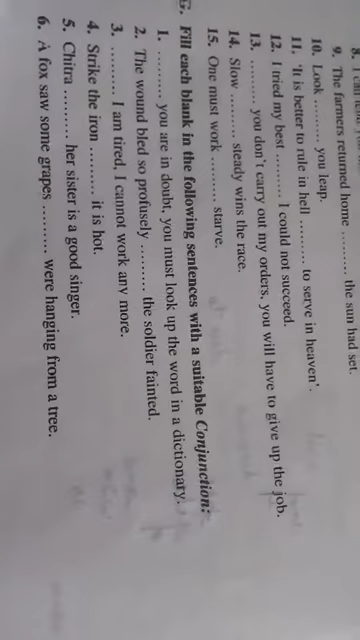 9. The farmers returned home ......... the sun had set.
10. Look ......... you leap.
11. 'It is better to rule in hell ......... to serve in heaven'.
12. I tried my best ......... I could not succeed.
13. ......... you don't carry out my orders, you will have to give up the job.
14. Slow ......... steady wins the race.
15. One must work ......... starve.
G. Fill each blank in the following sentences with a suitable Conjunction:
1. ......... you are in doubt, you must look up the word in a dictionary.
2. The wound bled so profusely ......... the soldier fainted.
3. ......... I am tired, I cannot work any more.
4. Strike the iron ......... it is hot.
5. Chitra ......... her sister is a good singer.
6. A fox saw some grapes ......... were hanging from a tree.